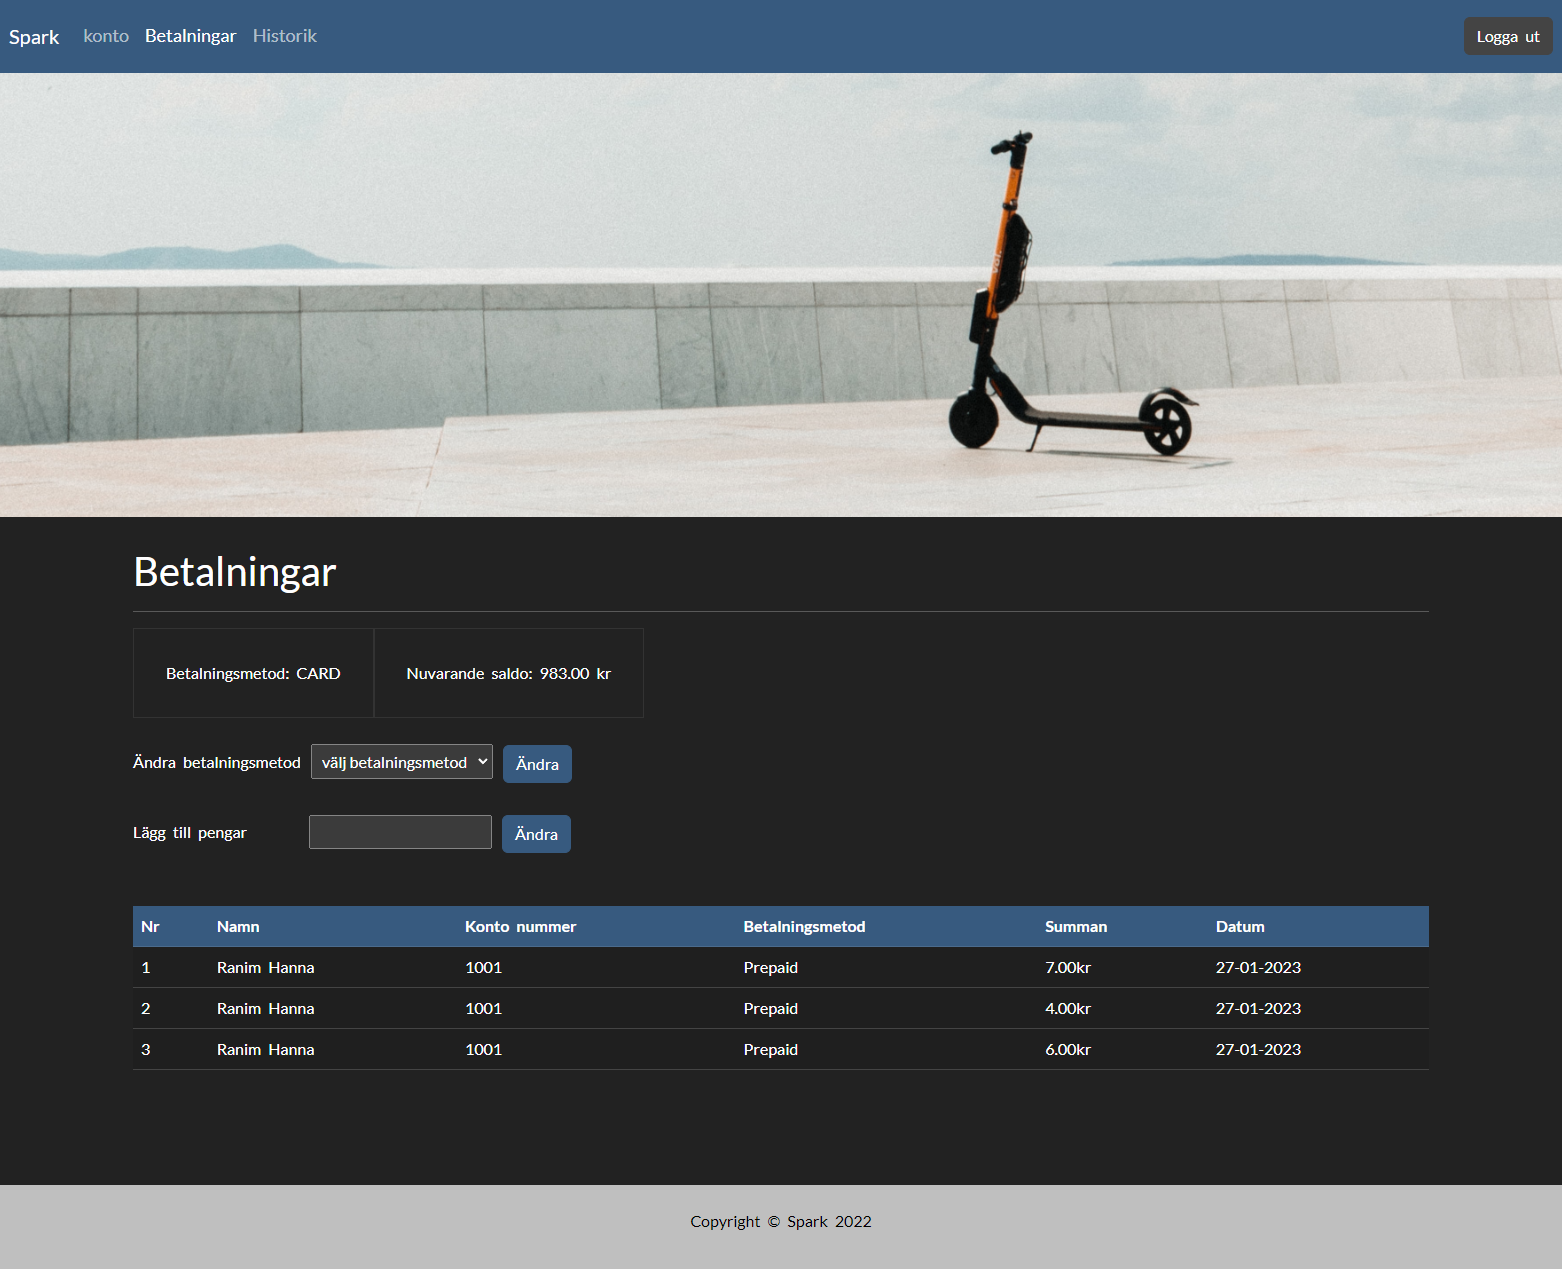 Spark konto Betalningar Historik Logga ut
Betalningar
Betalningsmetod: CARD Nuvarande saldo: 983.00 kr
Ändra betalningsmetod välj betalningsmetod Ändra
Lägg till pengar Ändra
Nr Namn Konto nummer Betalningsmetod Summan Datum
1 Ranim Hanna 1001 Prepaid 7.00kr 27-01-2023
2 Ranim Hanna 1001 Prepaid 4.00kr 27-01-2023
3 Ranim Hanna 1001 Prepaid 6.00kr 27-01-2023
Copyright © Spark 2022